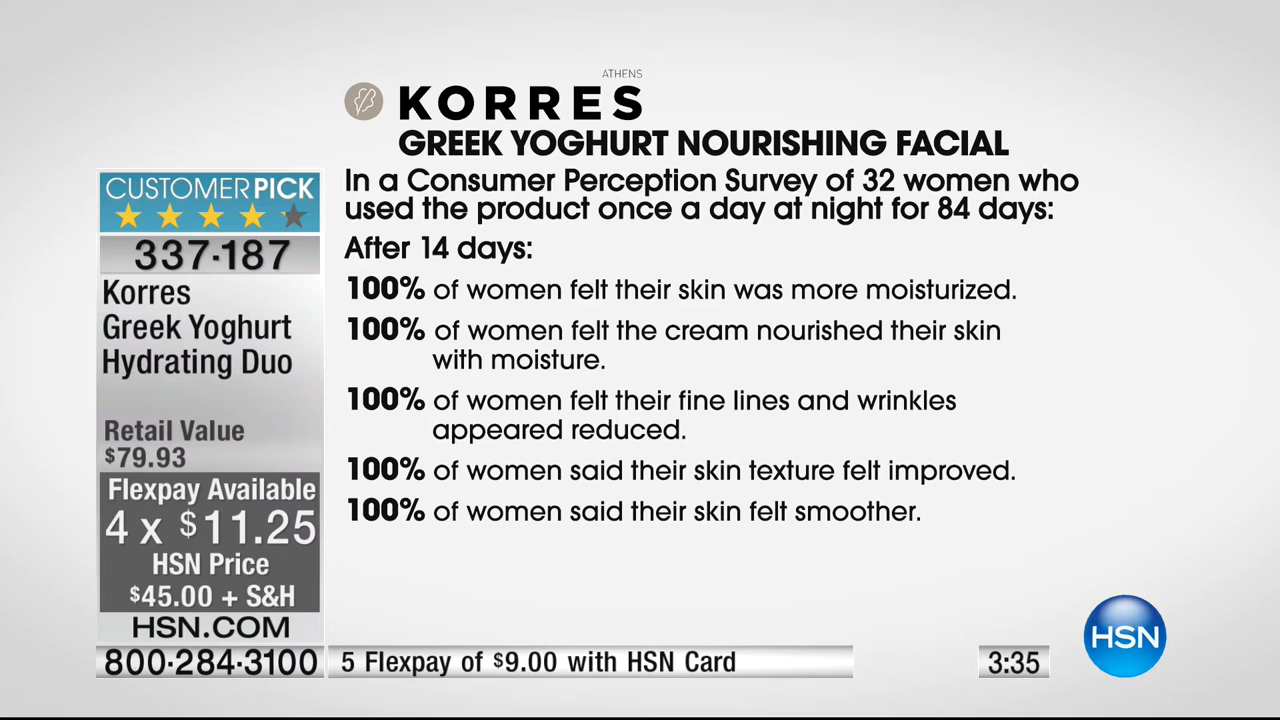 ATHENS
KORRES
GREEK YOGHURT NOURISHING FACIAL
In a Consumer Perception Survey of 32 women who
used the product once a day at night for 84 days:
After 14 days:
100% of women felt their skin was more moisturized.
100% of women felt the cream nourished their skin
with moisture.
100% of women felt their fine lines and wrinkles
appeared reduced.
100% of women said their skin texture felt improved.
100% of women said their skin felt smoother.
CUSTOMER PICK
337·187
Korres
Greek Yoghurt
Hydrating Duo
Retail Value
$79.93
Flexpay Available
4 x $11.25
HSN Price
$45.00 + S&H
HSN.COM
800·284·3100
5 Flexpay of $9.00 with HSN Card
3:35
HSN